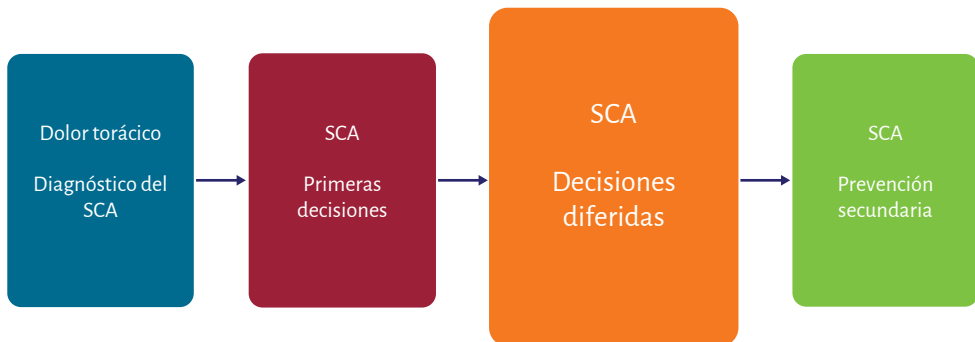 Dolor torácico
Diagnóstico del
SCA
SCA
Primeras
decisiones
SCA
Decisiones
diferidas
SCA
Prevención
secundaria